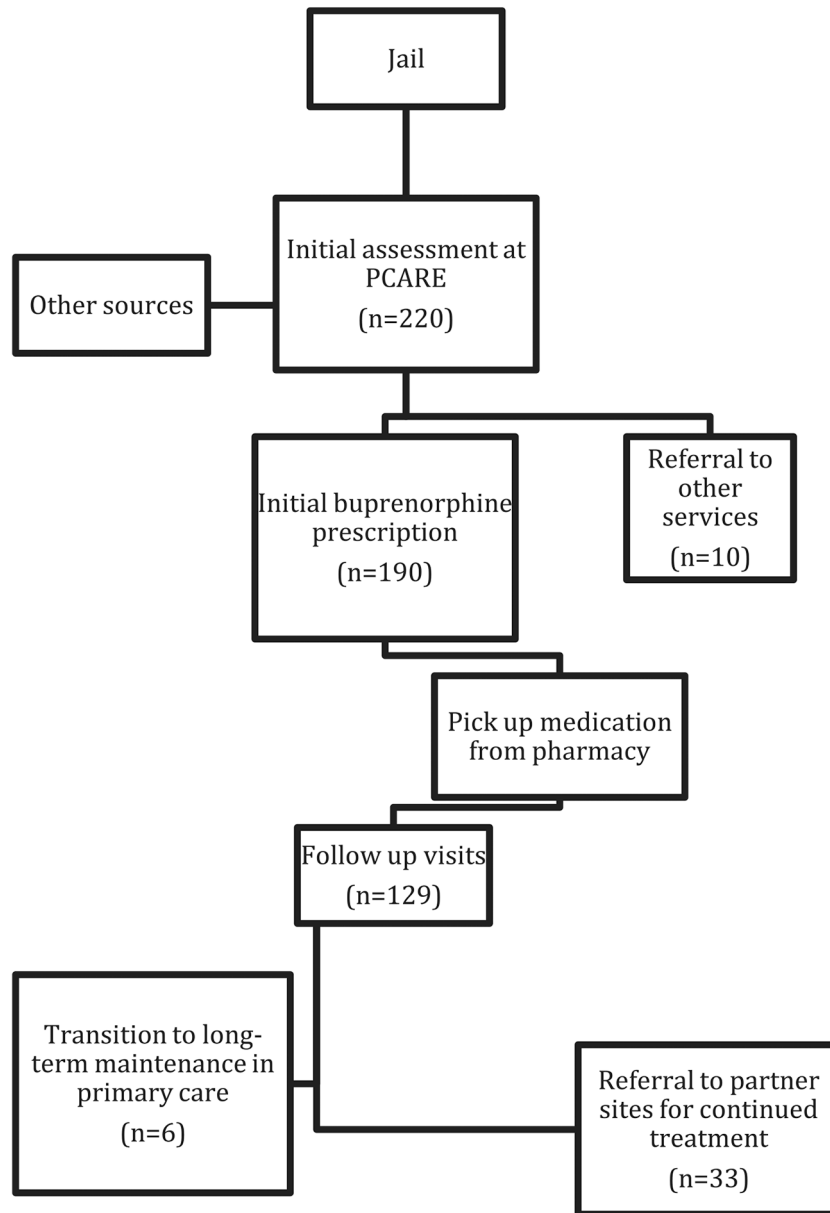 Jail
Initial assessment at
PCARE
(n=220)
Other sources
Initial buprenorphine
prescription
(n=190)
Referral to
other
services
(n=10)
Pick up medication
from pharmacy
Follow up visits
(n=129)
Transition to long-
term maintenance in
primary care
(n=6)
Referral to partner
sites for continued
treatment
(n=33)